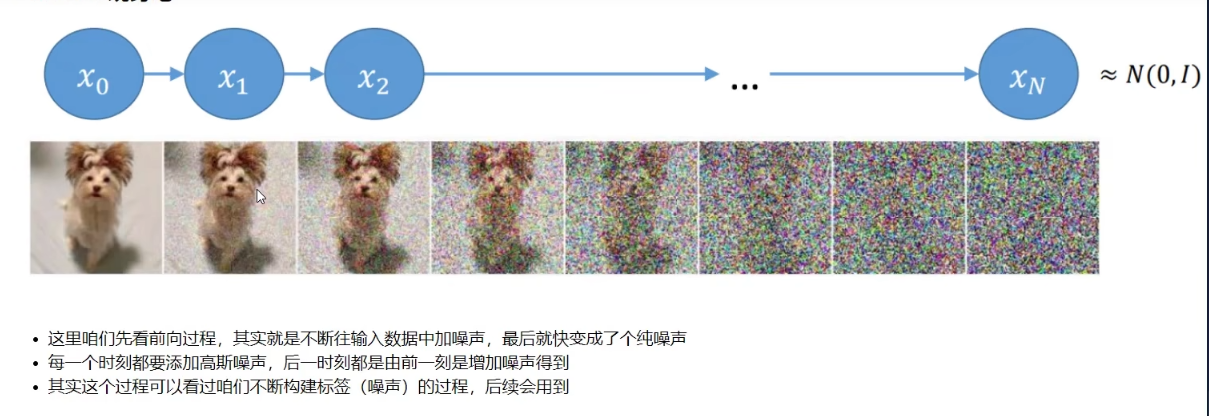 x₀ x₁ x₂ ... x_N ≈ N(0, I)
• 这里咱们先看前向过程，其实就是不断往输入数据中加噪声，最后就快变成了个纯噪声
• 每一个时刻都要添加高斯噪声，后一时刻都是由前一刻是增加噪声得到
• 其实这个过程可以看过咱们不断构建标签（噪声）的过程，后续会用到